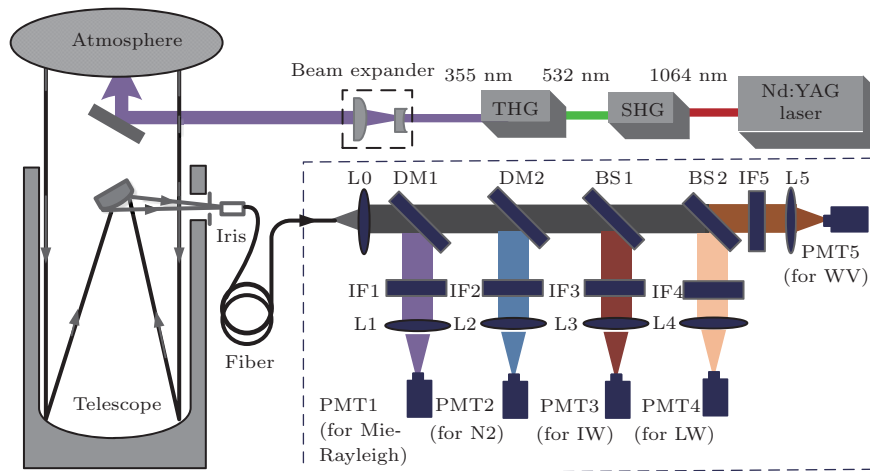 Atmosphere
Beam expander
355 nm
532 nm
1064 nm
THG
SHG
Nd:YAG
laser
L0
DM1
DM2
BS1
BS2
IF5
L5
Iris
PMT5
(for WV)
IF1
IF2
IF3
IF4
L1
L2
L3
L4
Fiber
Telescope
PMT1
(for Mie-
Rayleigh)
PMT2
(for N2)
PMT3
(for IW)
PMT4
(for LW)